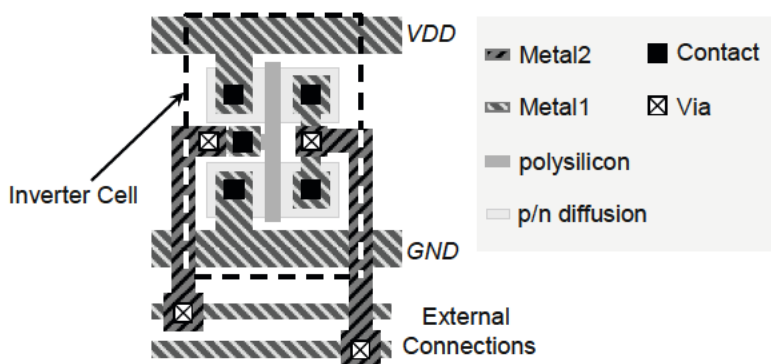 VDD
Metal2
Contact
Metal1
Via
polysilicon
Inverter Cell
p/n diffusion
GND
External
Connections